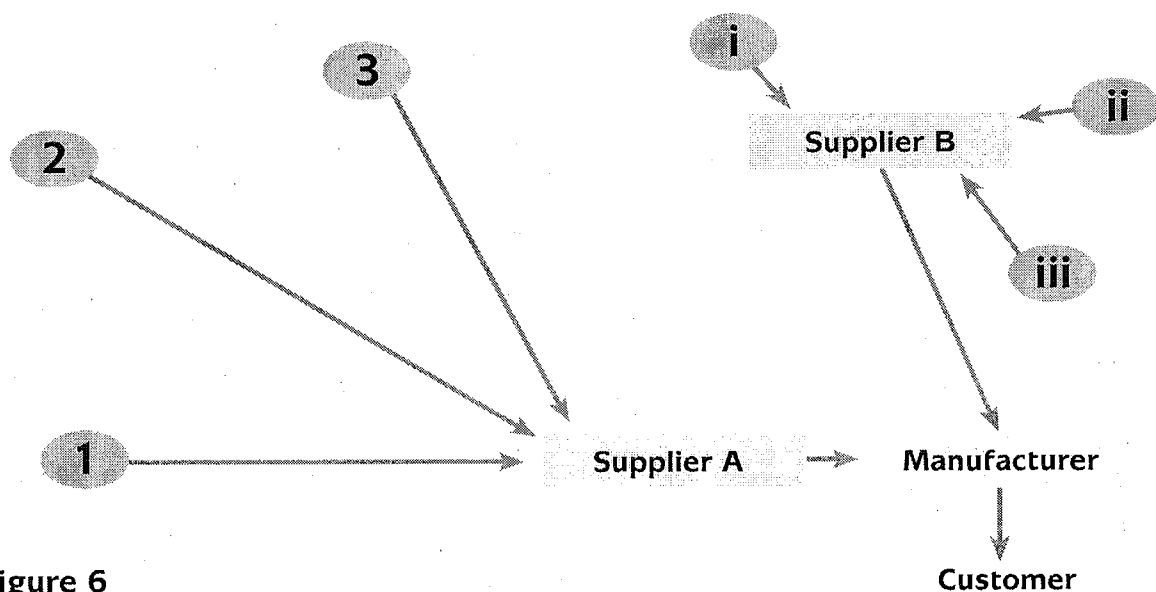 i
3
ii
Supplier B
2
iii
1
Supplier A
Manufacturer
igure 6
Customer